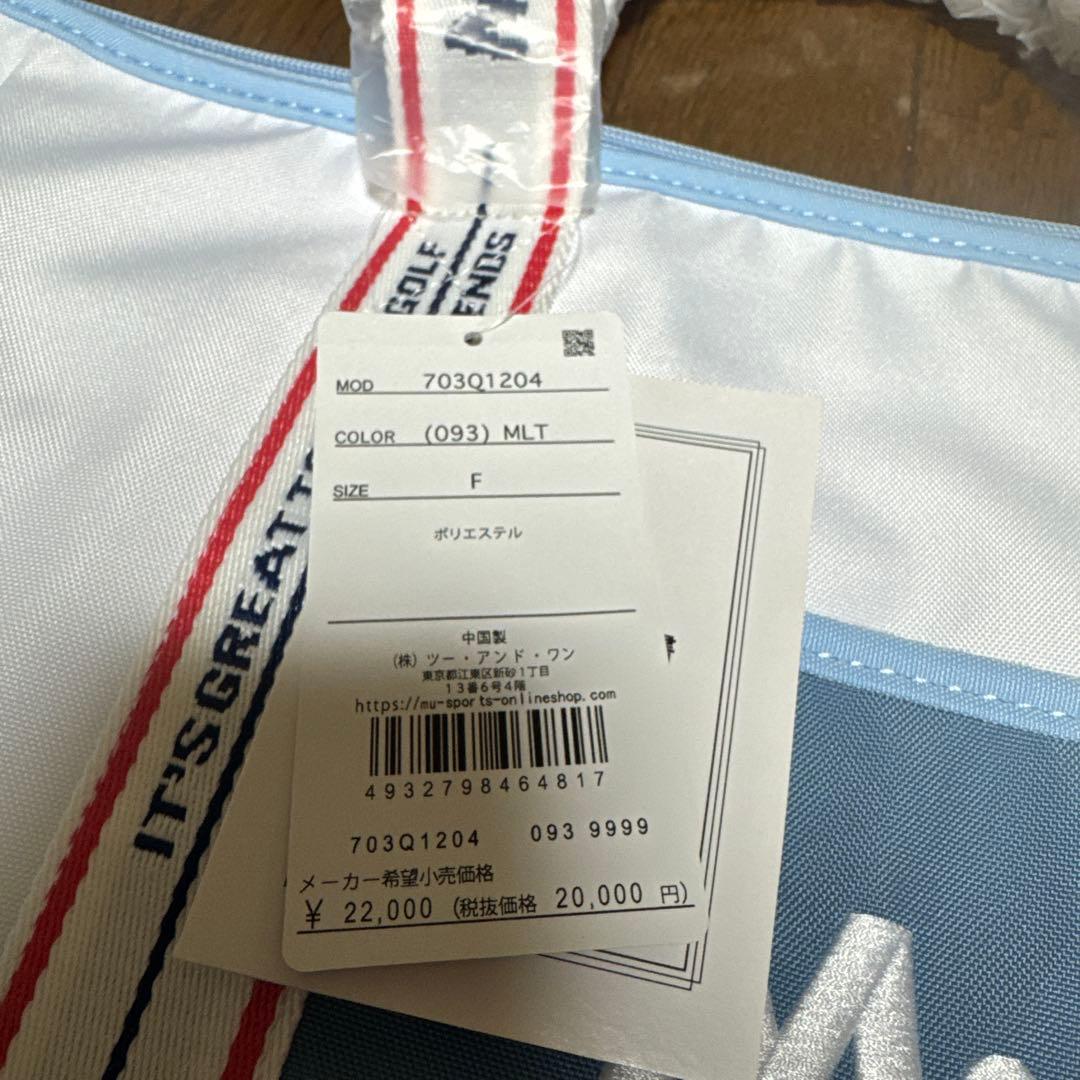 GOLF
ENDS
IT'S GREAT T
MOD 703Q1204
COLOR (093) MLT
SIZE F
ポリエステル
中国製
(株) ツー・アンド・ワン
東京都江東区新砂1丁目
13番6号4階
https://mu-sports-onlineshop.com
4932798464817
703Q1204 093 9999
メーカー希望小売価格
¥ 22,000 (税抜価格 20,000 円)